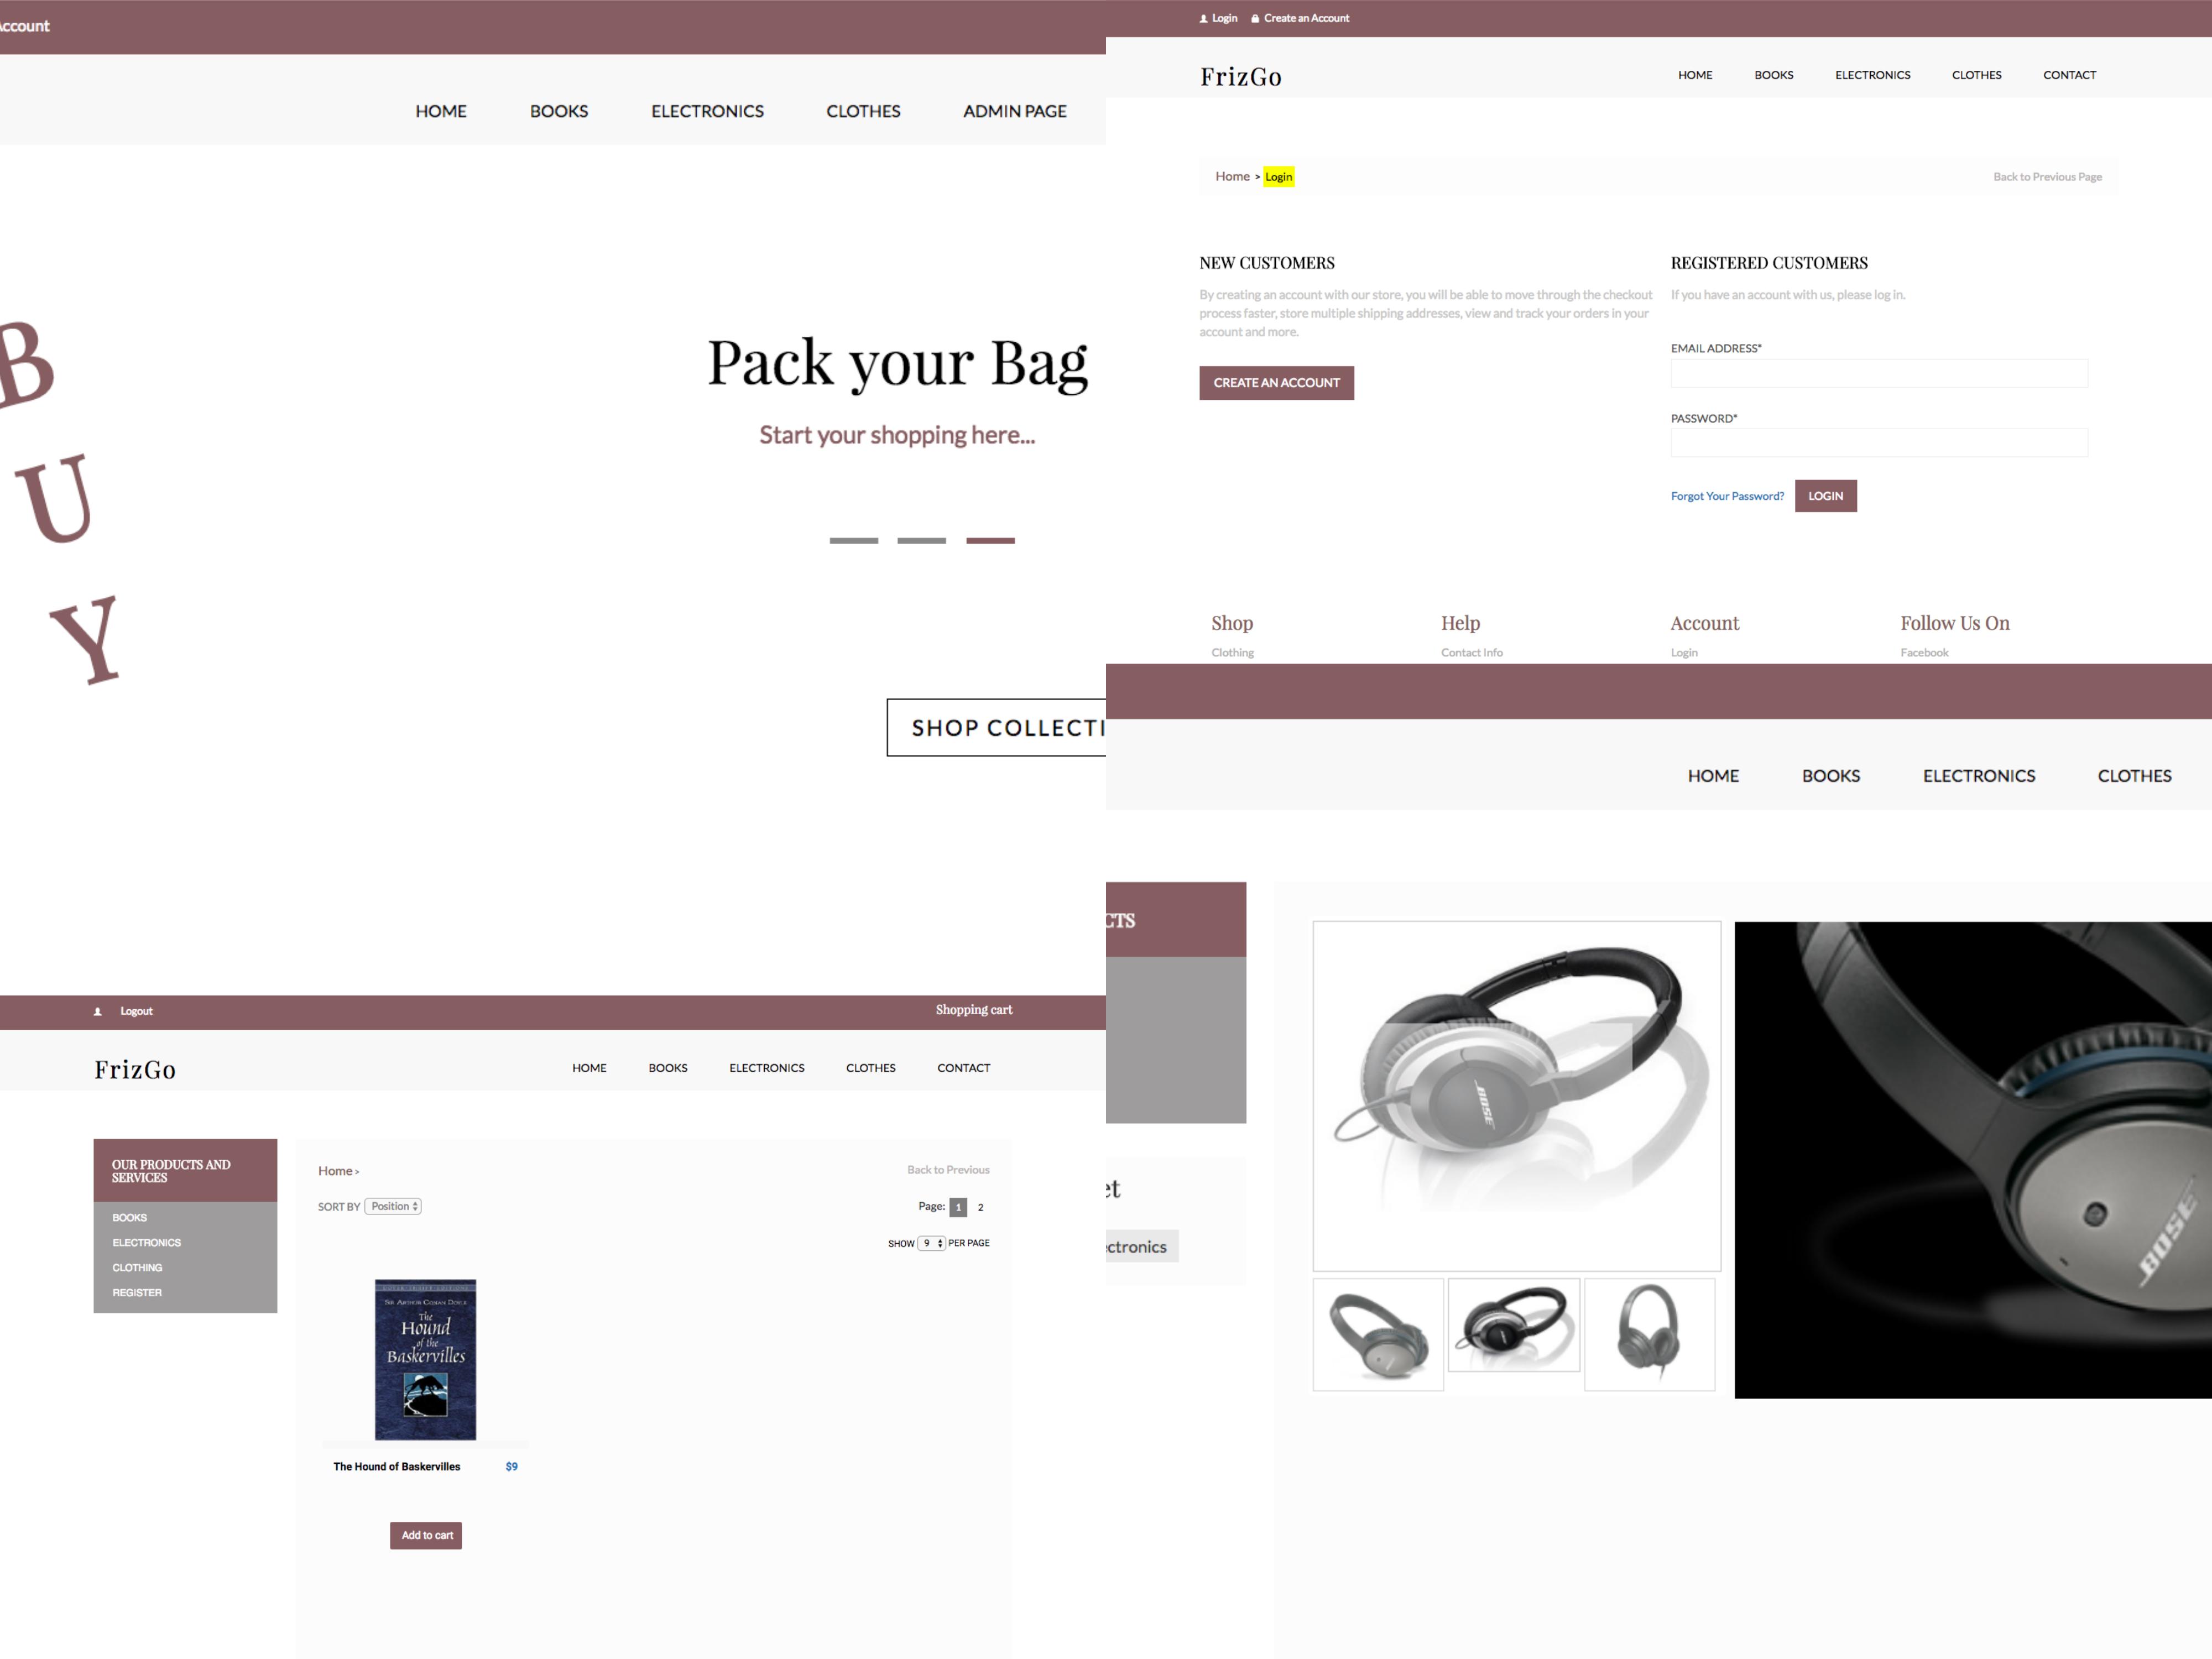 Account
HOME BOOKS ELECTRONICS CLOTHES ADMIN PAGE
B
U
Y
Pack your Bag
Start your shopping here...
SHOP COLLECTI
Login Create an Account
FrizGo
HOME BOOKS ELECTRONICS CLOTHES CONTACT
Home > Login
Back to Previous Page
NEW CUSTOMERS
By creating an account with our store, you will be able to move through the checkout
process faster, store multiple shipping addresses, view and track your orders in your
account and more.
CREATE AN ACCOUNT
REGISTERED CUSTOMERS
If you have an account with us, please log in.
EMAIL ADDRESS*
PASSWORD*
Forgot Your Password? LOGIN
Shop Help Account Follow Us On
Clothing Contact Info Login Facebook
Logout
Shopping cart
FrizGo
HOME BOOKS ELECTRONICS CLOTHES CONTACT
OUR PRODUCTS AND
SERVICES
BOOKS
ELECTRONICS
CLOTHING
REGISTER
Home >
Back to Previous
SORT BY Position
Page: 1 2
SHOW 9 PER PAGE
SIR ARTHUR CONAN DOYLE
The
Hound
of the
Baskervilles
The Hound of Baskervilles $9
Add to cart
HOME BOOKS ELECTRONICS CLOTHES
CTS
et
ctronics
BOSE
BOSE